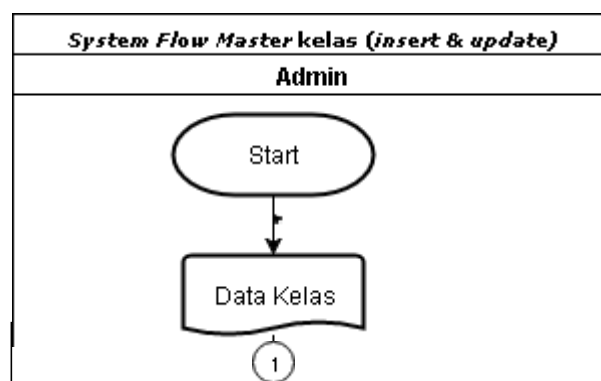 System Flow Master kelas (insert & update)
Admin
Start
Data Kelas
1